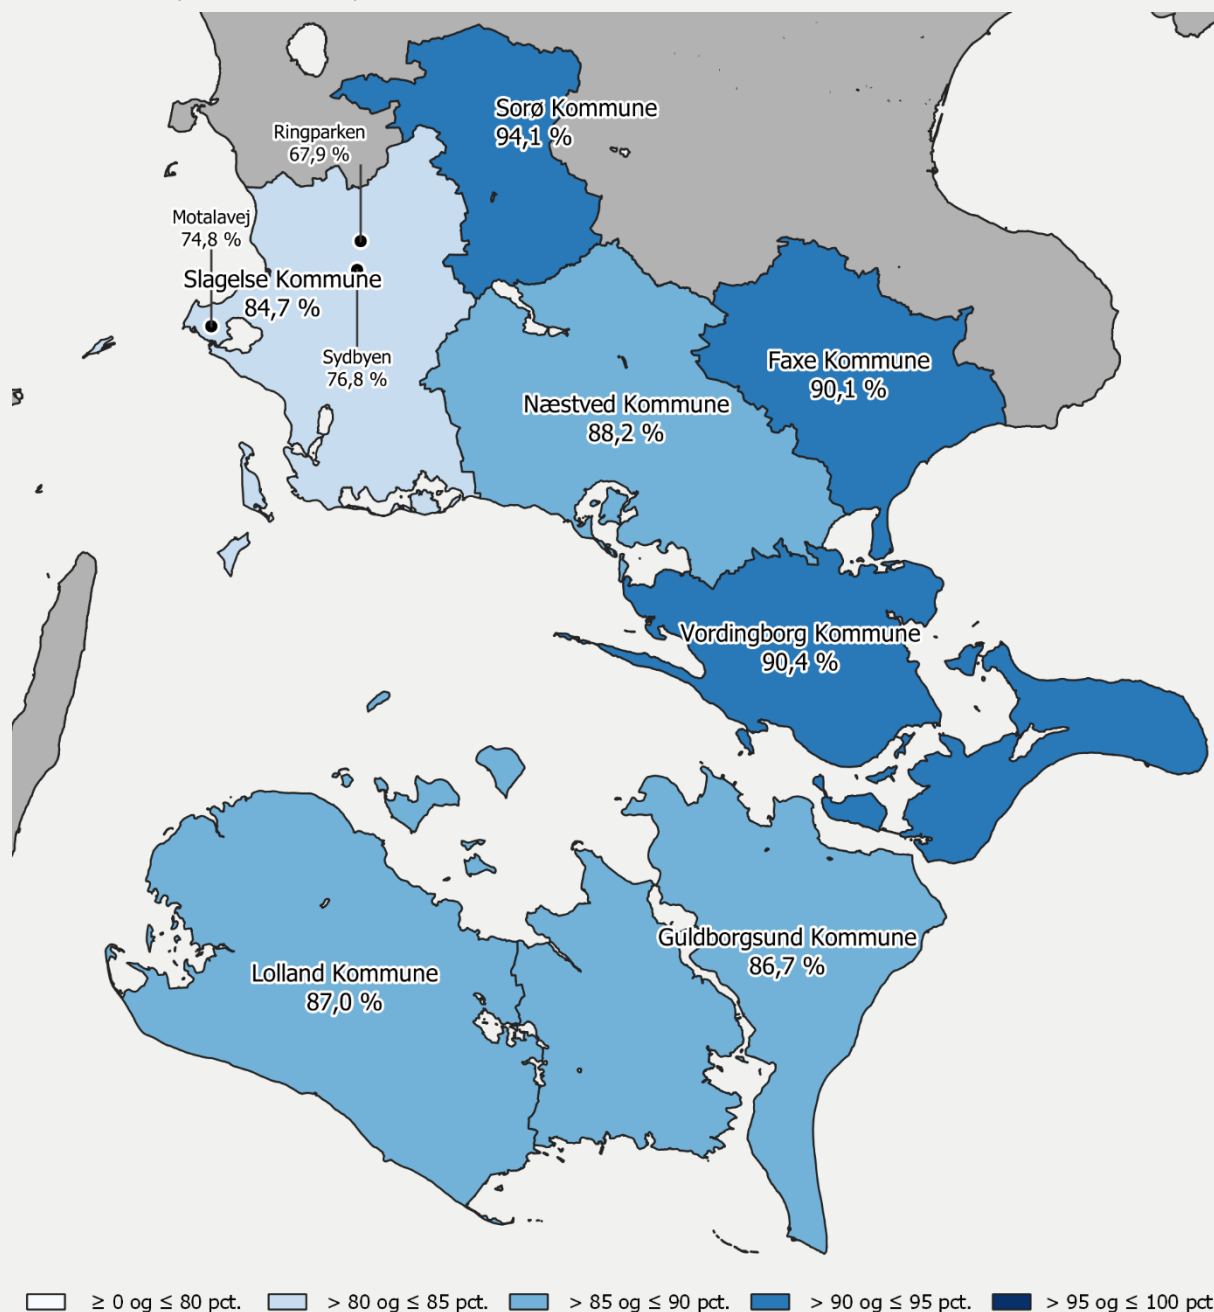 Sorø Kommune
94,1 %
Ringparken
67,9 %
Motalavej
74,8 %
Slagelse Kommune
84,7 %
Sydbyen
76,8 %
Faxe Kommune
90,1 %
Næstved Kommune
88,2 %
Vordingborg Kommune
90,4 %
Guldborgsund Kommune
86,7 %
Lolland Kommune
87,0 %
≥ 0 og ≤ 80 pct. > 80 og ≤ 85 pct. > 85 og ≤ 90 pct. > 90 og ≤ 95 pct. > 95 og ≤ 100 pct.